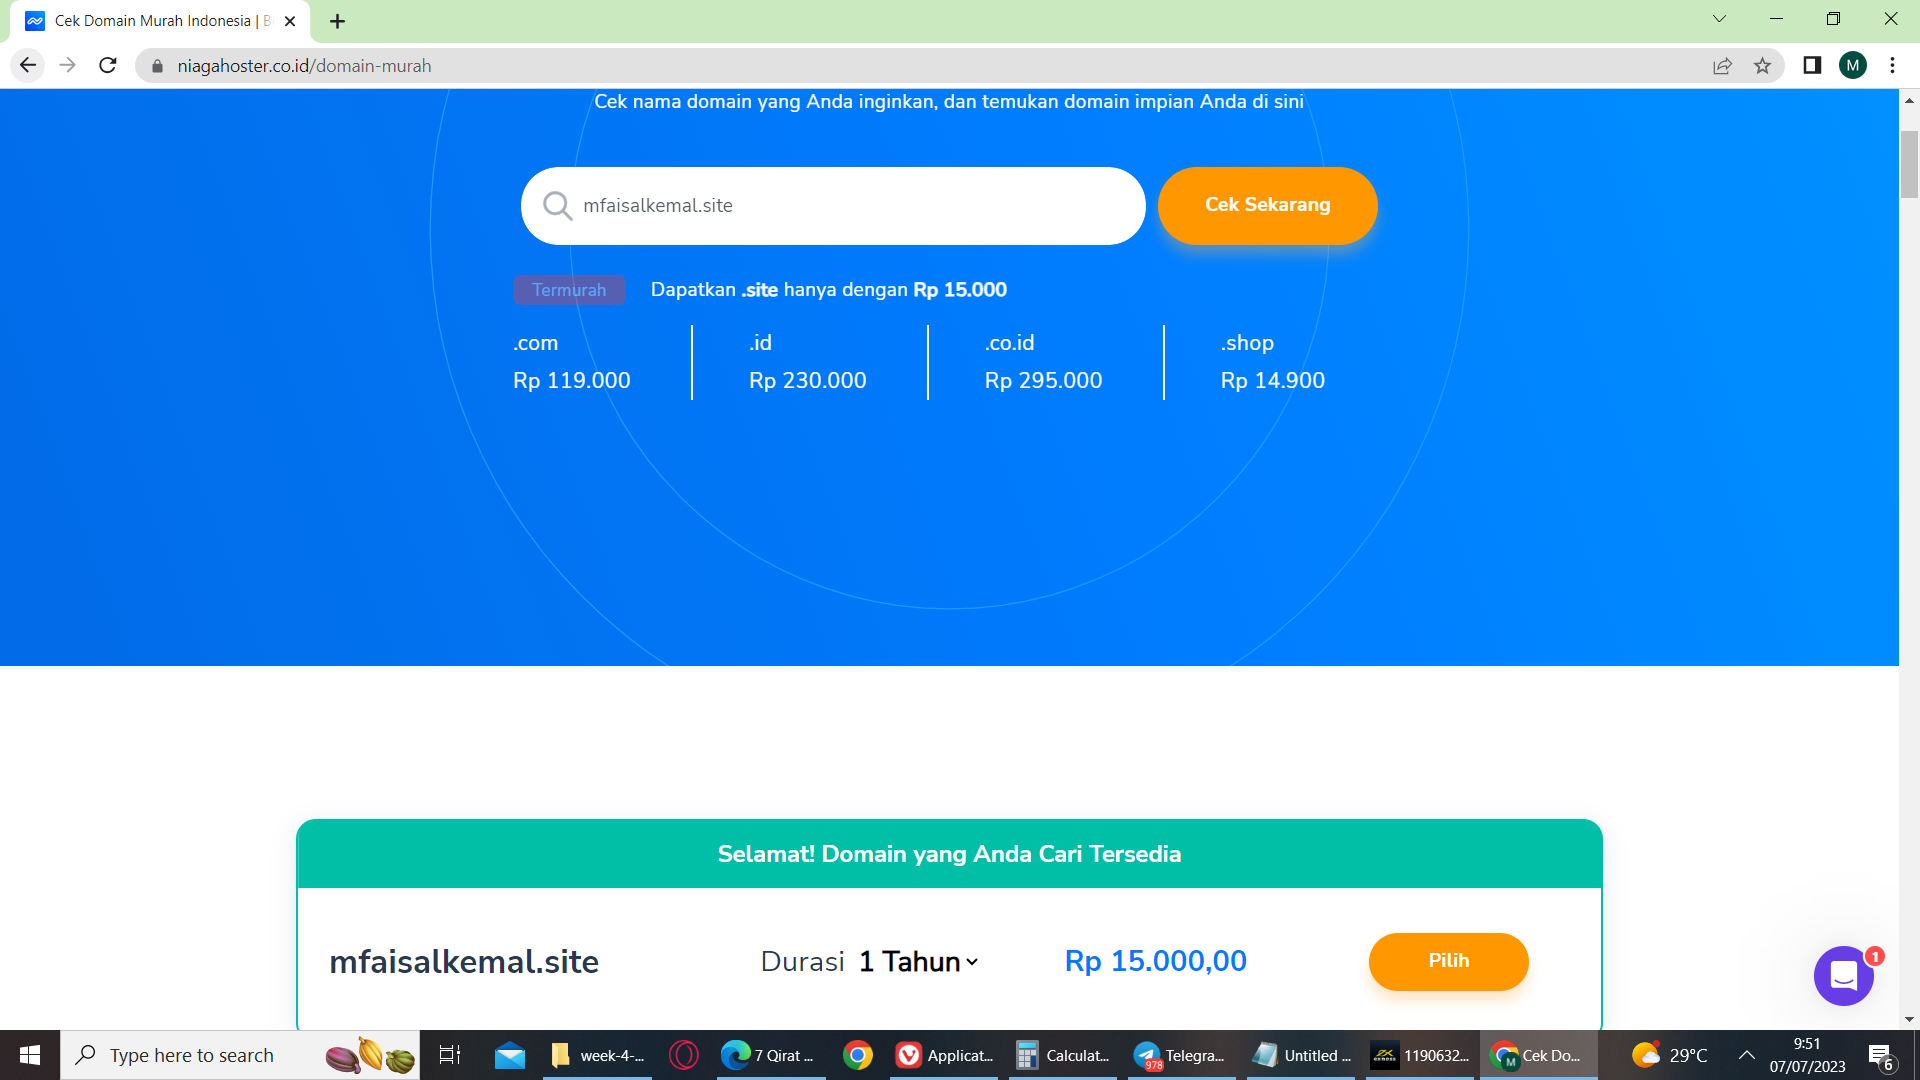 Cek Domain Murah Indonesia | B
niagahoster.co.id/domain-murah
M
Cek nama domain yang Anda inginkan, dan temukan domain impian Anda di sini
mfaisalkemal.site
Cek Sekarang
Termurah
Dapatkan .site hanya dengan Rp 15.000
.com
Rp 119.000
.id
Rp 230.000
.co.id
Rp 295.000
.shop
Rp 14.900
Selamat! Domain yang Anda Cari Tersedia
mfaisalkemal.site
Durasi 1 Tahun
Rp 15.000,00
Pilih
1
Type here to search
week-4-...
7 Qirat ...
Applicat...
Calculat...
978
Telegra...
Untitled ...
1190632...
M
Cek Do...
29°C
9:51
07/07/2023
6